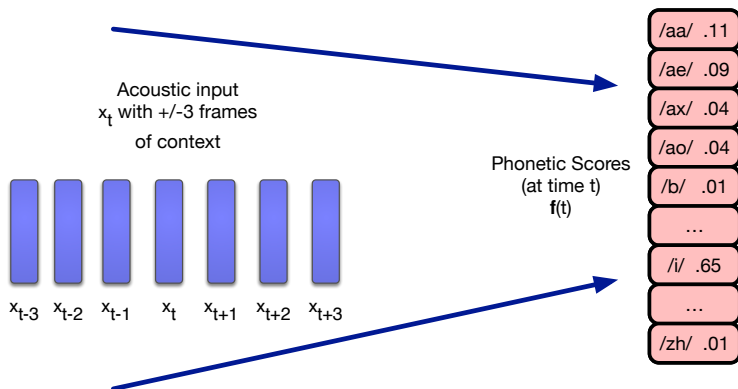 Acoustic input
xt with +/-3 frames
of context
xt-3 xt-2 xt-1 xt xt+1 xt+2 xt+3
Phonetic Scores
(at time t)
f(t)
/aa/ .11
/ae/ .09
/ax/ .04
/ao/ .04
/b/ .01
...
/i/ .65
...
/zh/ .01